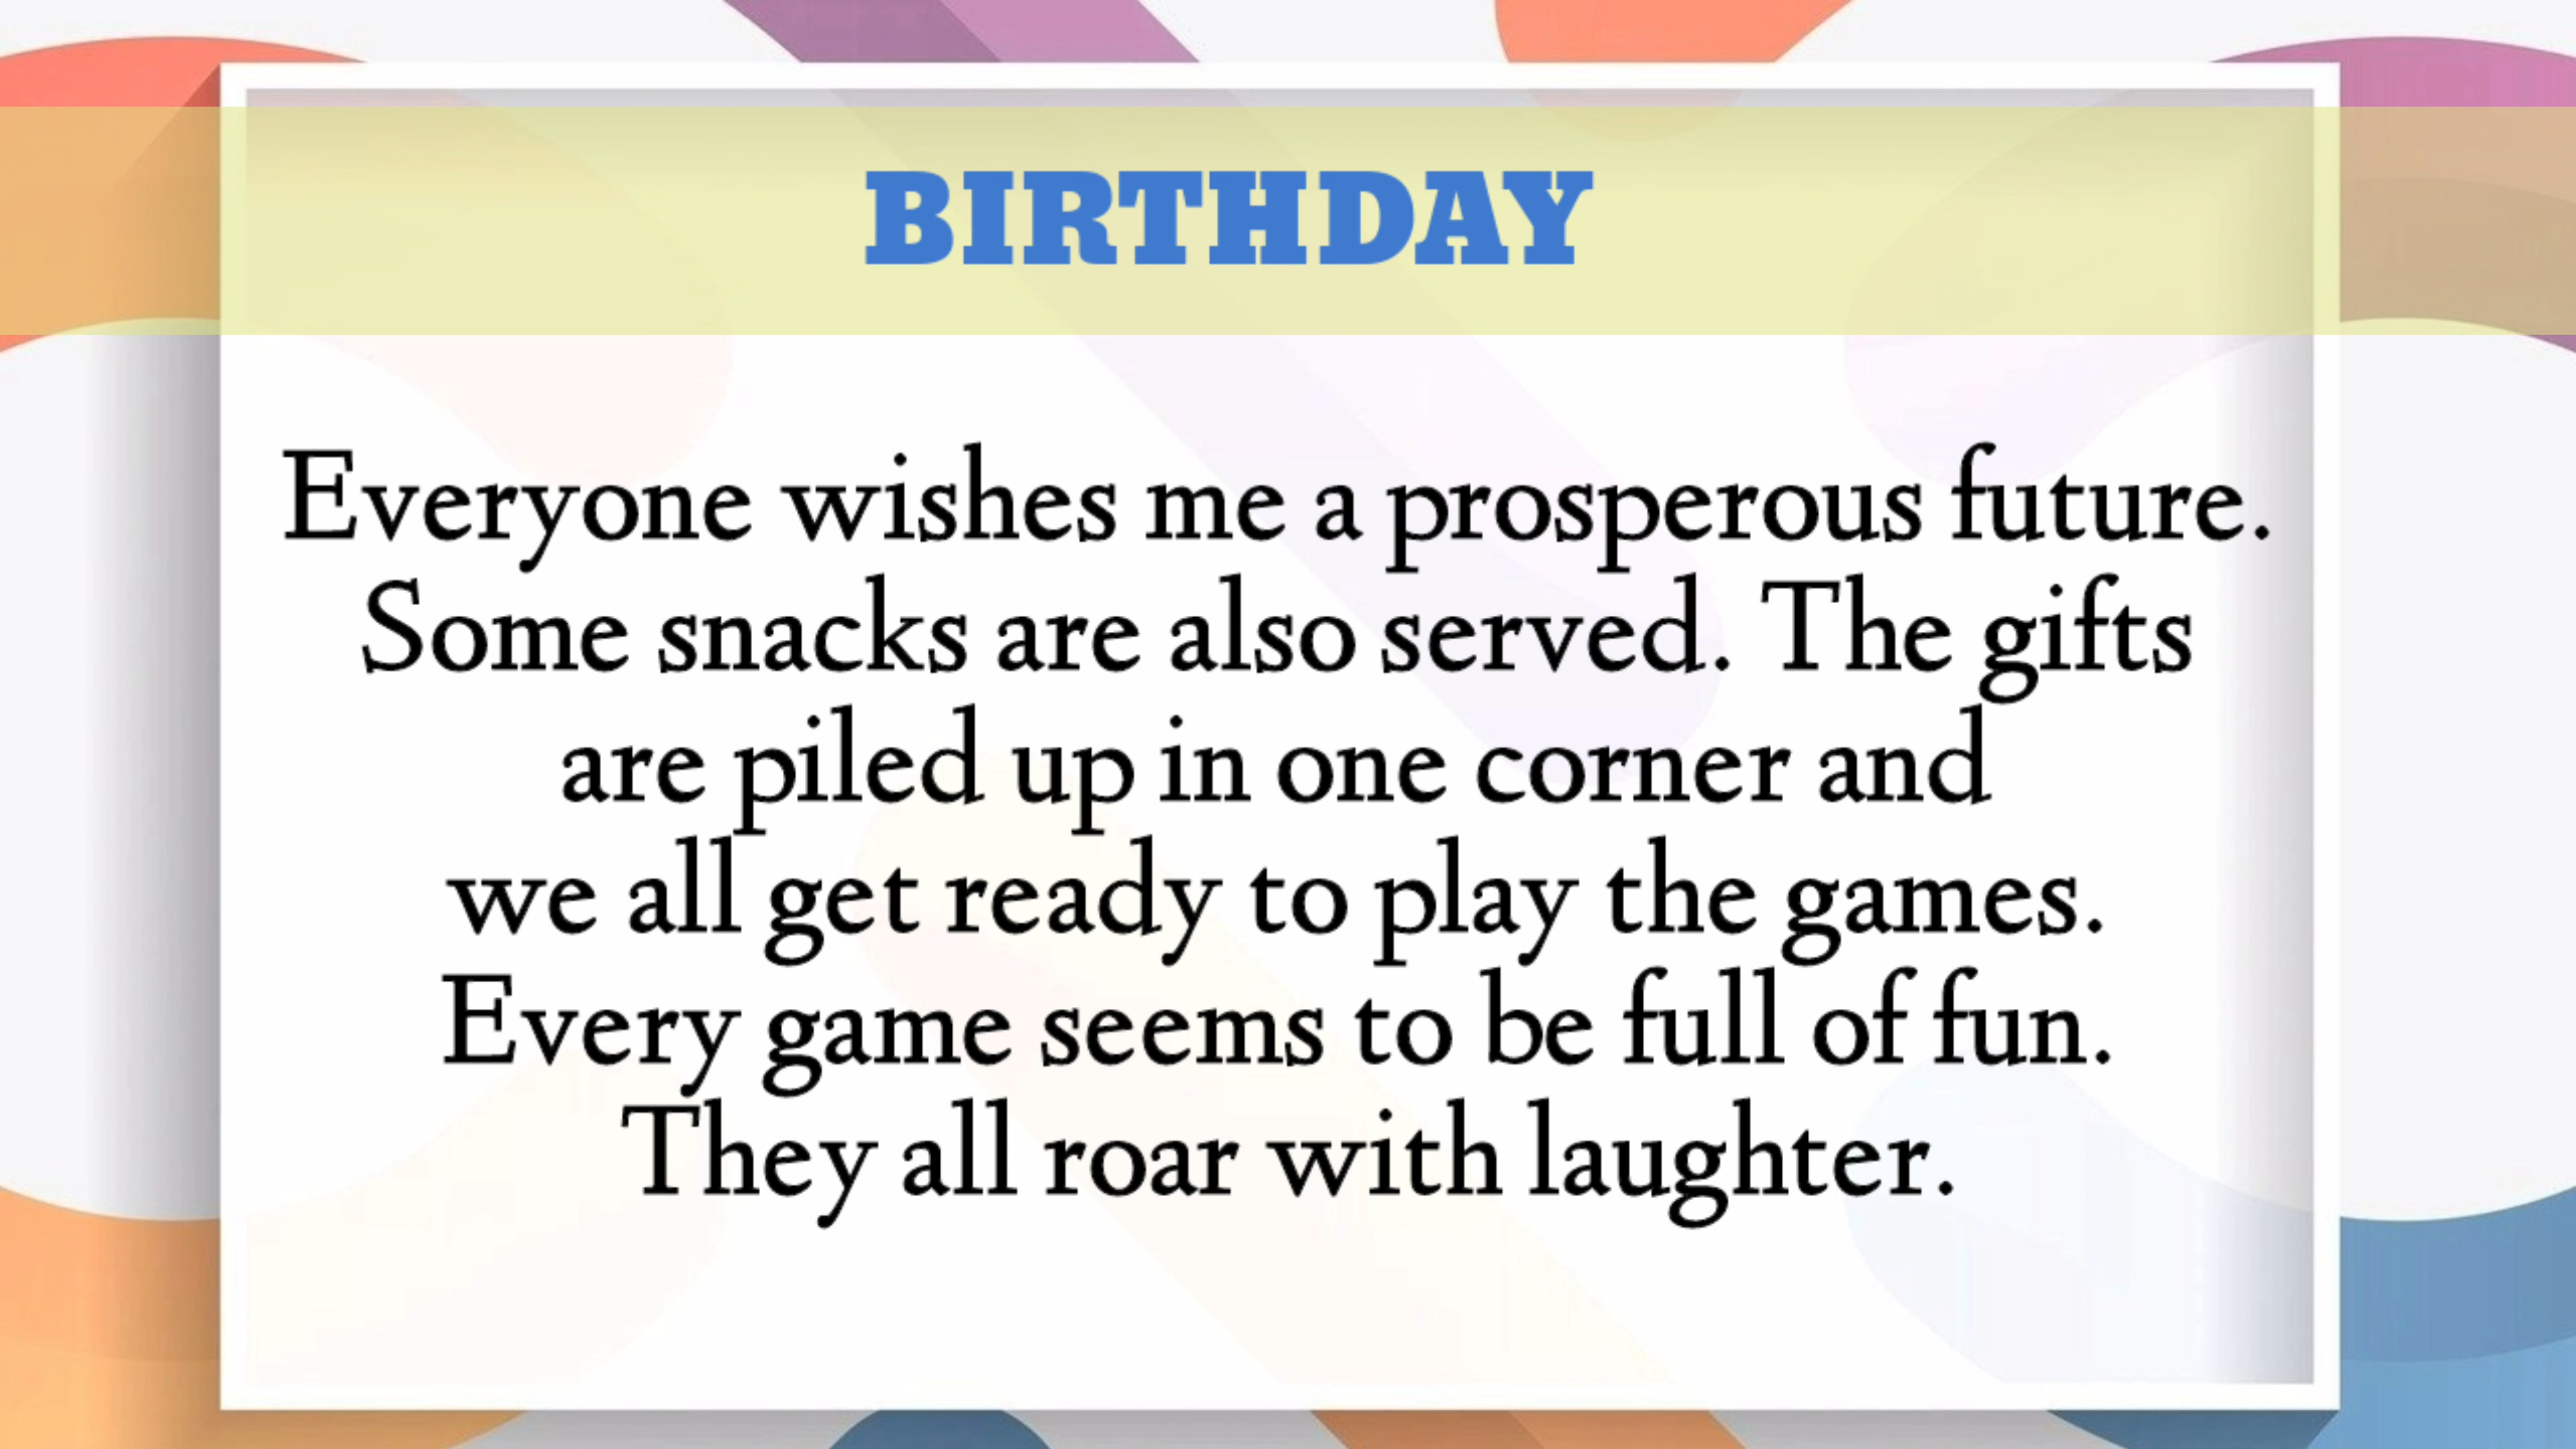 BIRTHDAY
Everyone wishes me a prosperous future.
Some snacks are also served. The gifts
are piled up in one corner and
we all get ready to play the games.
Every game seems to be full of fun.
They all roar with laughter.